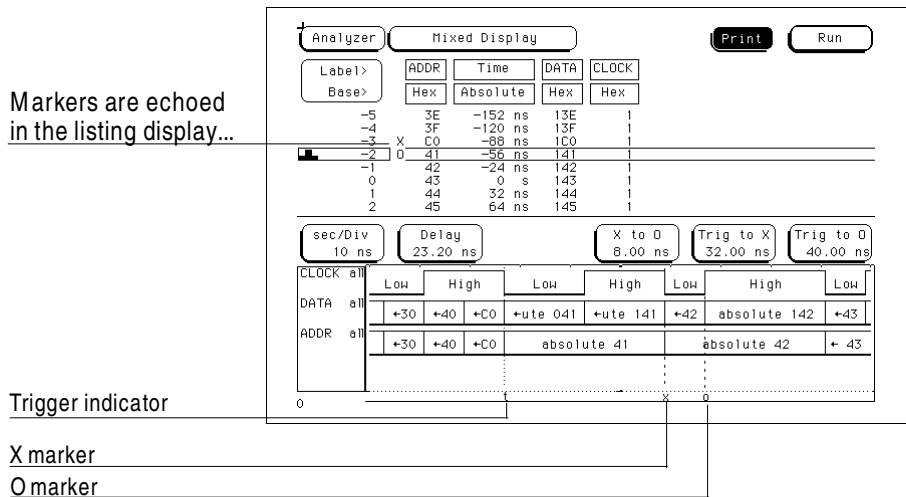 Analyzer Mixed Display Print Run
Label> ADDR Time DATA CLOCK
Base> Hex Absolute Hex Hex
Markers are echoed
in the listing display...
-5 3E -152 ns 13E 1
-4 3F -120 ns 13F 1
-3 X C0 -88 ns 1C0 1
-2 O 41 -56 ns 141 1
-1 42 -24 ns 142 1
0 43 0 s 143 1
1 44 32 ns 144 1
2 45 64 ns 145 1
sec/Div Delay X to O Trig to X Trig to O
10 ns 23.20 ns 8.00 ns 32.00 ns 40.00 ns
CLOCK all Low High Low High Low High Low
DATA all ←30 ←40 ←C0 ←ute 041 ←ute 141 ←42 absolute 142 ←43
ADDR all ←30 ←40 ←C0 absolute 41 absolute 42 ← 43
0 t x o
Trigger indicator
X marker
O marker